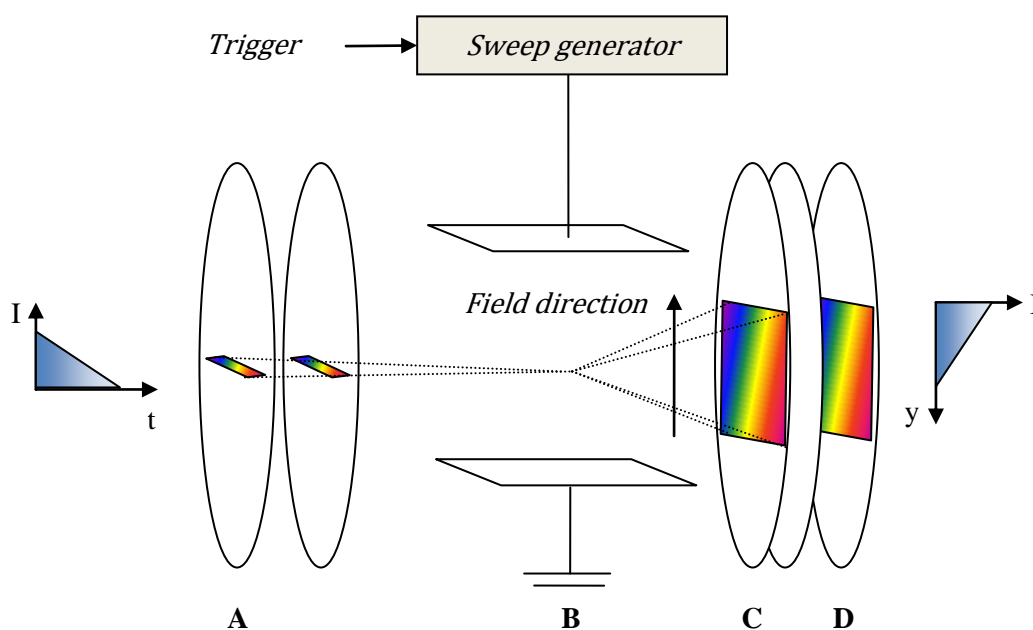 Trigger
Sweep generator
Field direction
I
t
I
y
A
B
C
D